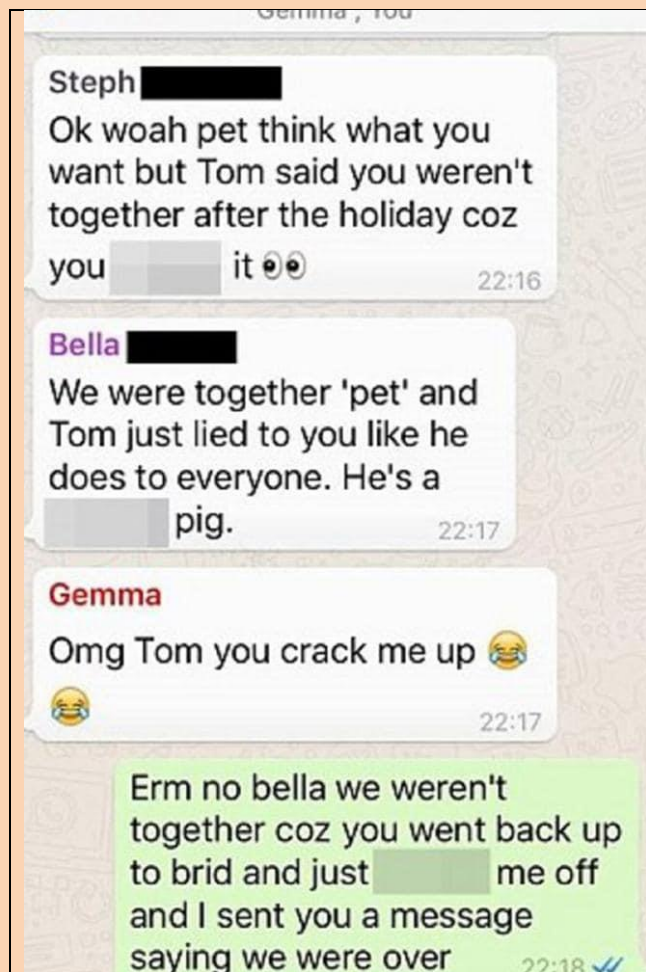 Gemma , You
Steph
Ok woah pet think what you
want but Tom said you weren't
together after the holiday coz
you it 👀
22:16
Bella
We were together 'pet' and
Tom just lied to you like he
does to everyone. He's a
pig.
22:17
Gemma
Omg Tom you crack me up 😂
😂
22:17
Erm no bella we weren't
together coz you went back up
to brid and just me off
and I sent you a message
saying we were over
22:18